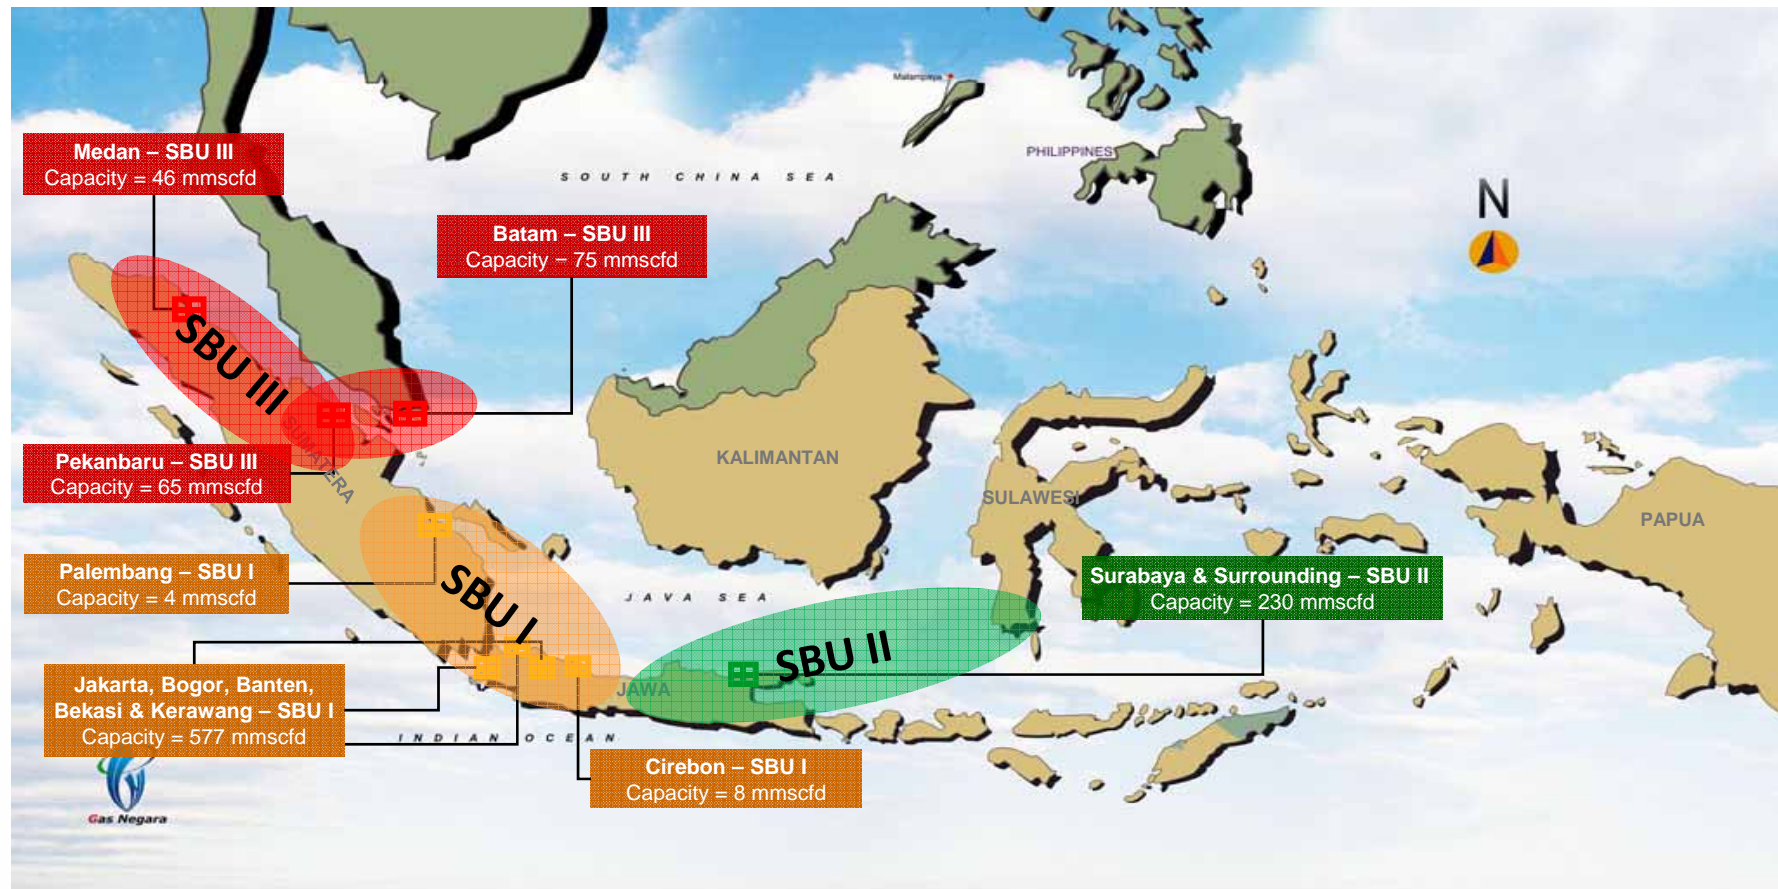 Malampaya
PHILIPPINES
SOUTH CHINA SEA
N
Medan – SBU III
Capacity = 46 mmscfd
Batam – SBU III
Capacity – 75 mmscfd
SBU III
SUMATERA
Pekanbaru – SBU III
Capacity = 65 mmscfd
KALIMANTAN
SULAWESI
PAPUA
Palembang – SBU I
Capacity = 4 mmscfd
SBU I
JAVA SEA
Surabaya & Surrounding – SBU II
Capacity = 230 mmscfd
SBU II
JAWA
Jakarta, Bogor, Banten,
Bekasi & Kerawang – SBU I
Capacity = 577 mmscfd
INDIAN OCEAN
Cirebon – SBU I
Capacity = 8 mmscfd
Gas Negara